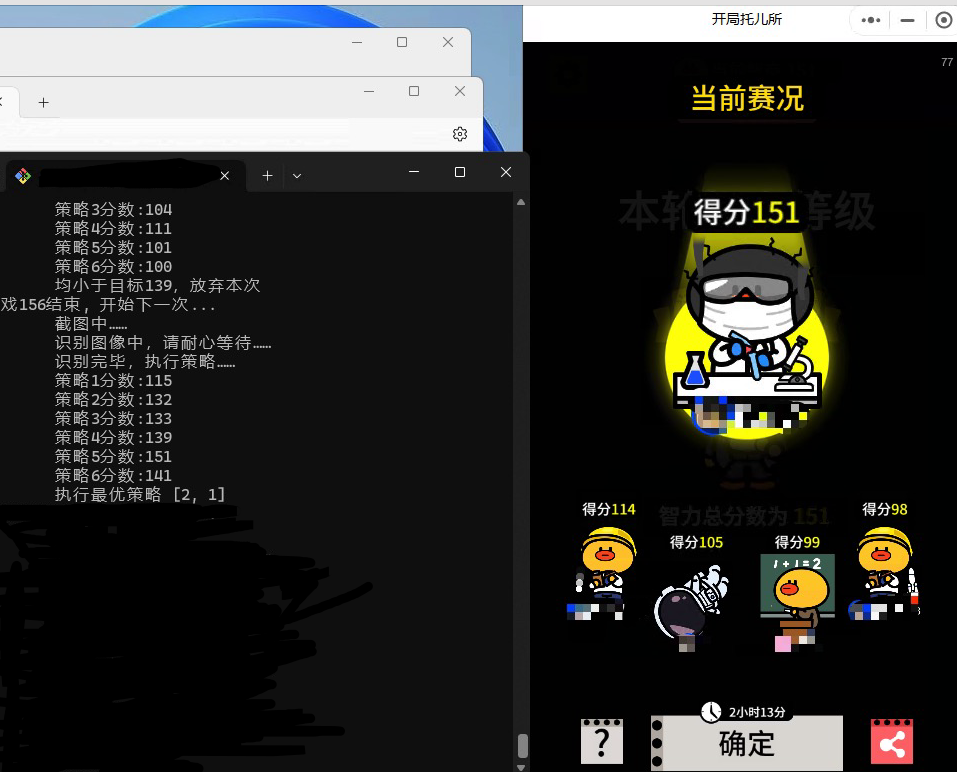 策略3分数:104
策略4分数:111
策略5分数:101
策略6分数:100
均小于目标139，放弃本次
戏156结束，开始下一次...
截图中……
识别图像中，请耐心等待……
识别完毕，执行策略……
策略1分数:115
策略2分数:132
策略3分数:133
策略4分数:139
策略5分数:151
策略6分数:141
执行最优策略 [2, 1]
开局托儿所
77
当前赛况
本轮 等级
得分151
智力总分数为 151
得分114
得分105
得分99
得分98
1+1=2
2小时13分
?
确定